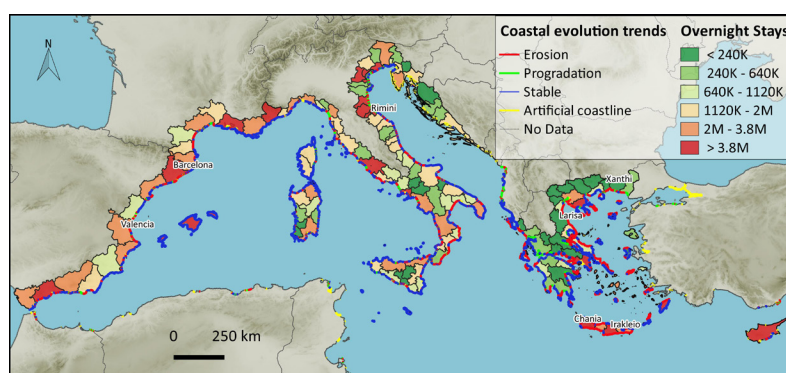 N
Coastal evolution trends
Erosion
Progradation
Stable
Artificial coastline
No Data
Overnight Stays
< 240K
240K - 640K
640K - 1120K
1120K - 2M
2M - 3.8M
> 3.8M
Rimini
Barcelona
Valencia
Xanthi
Larisa
Chania
Irakleio
0 250 km